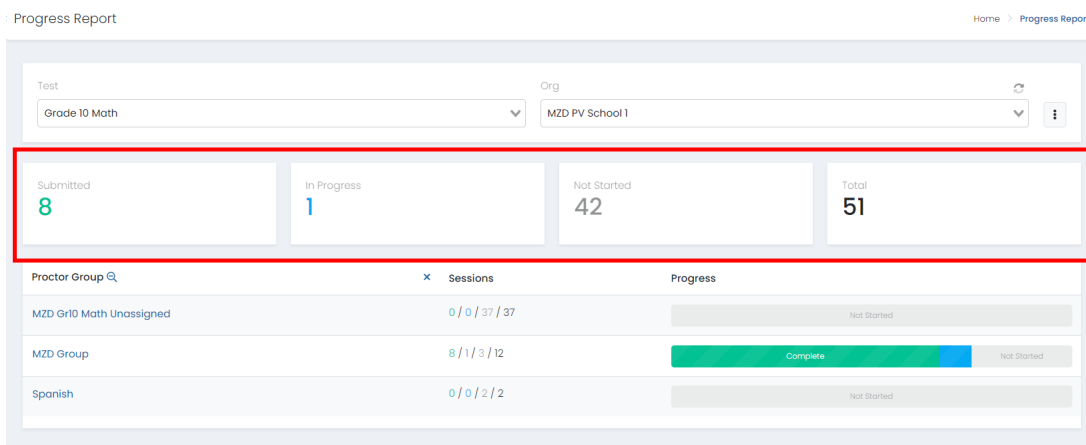 Progress Report
Home > Progress Repor
Test
Org
Grade 10 Math
MZD PV School 1
Submitted
In Progress
Not Started
Total
8
1
42
51
Proctor Group
× Sessions
Progress
MZD Gr10 Math Unassigned
0 / 0 / 37 / 37
Not Started
MZD Group
8 / 1 / 3 / 12
Complete
Not Started
Spanish
0 / 0 / 2 / 2
Not Started